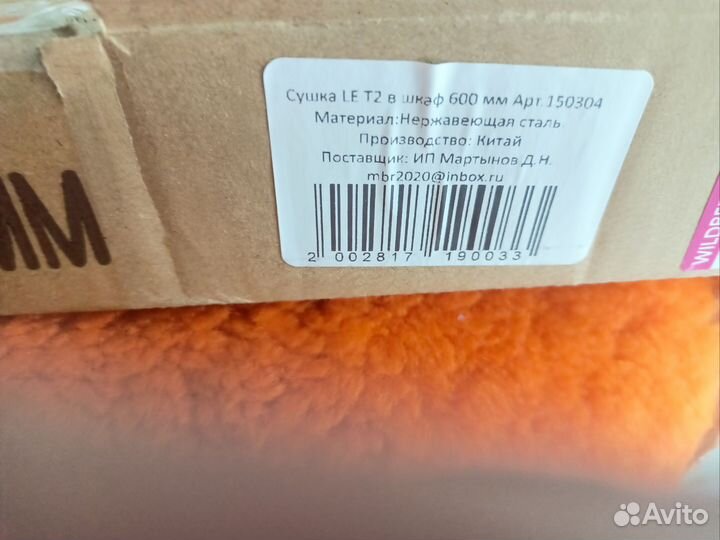 Сушка LE T2 в шкаф 600 мм Арт.150304
Материал:Нержавеющая сталь.
Производство: Китай
Поставщик: ИП Мартынов Д.Н.
mbr2020@inbox.ru
2 002817 190033
ММ
Avito